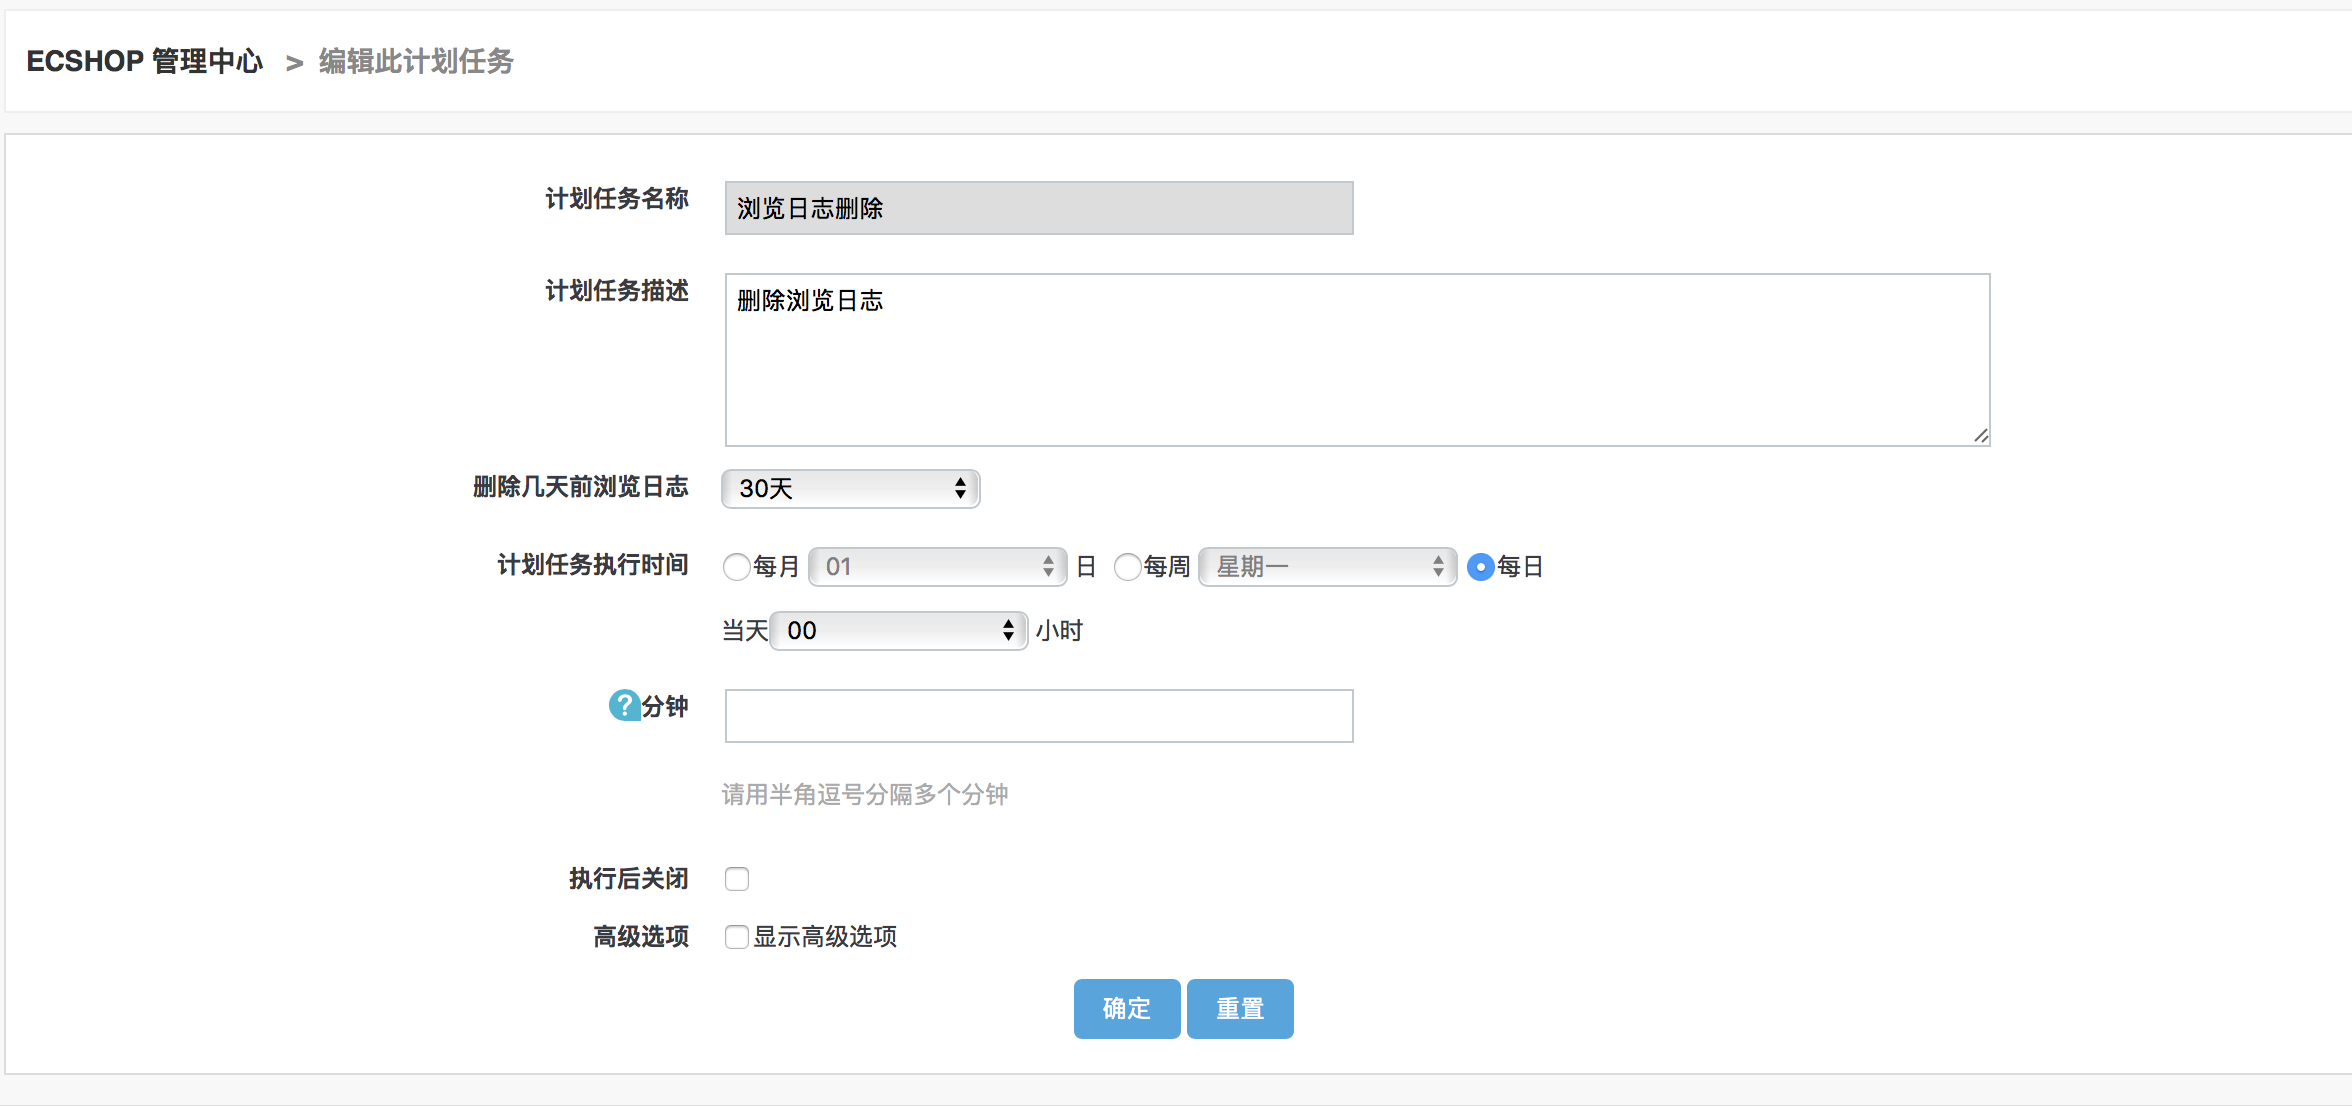 ECSHOP 管理中心 > 编辑此计划任务
计划任务名称 浏览日志删除
计划任务描述 删除浏览日志
删除几天前浏览日志 30天
计划任务执行时间 每月 01 日 每周 星期一 每日
当天 00 小时
?分钟
请用半角逗号分隔多个分钟
执行后关闭
高级选项 显示高级选项
确定 重置